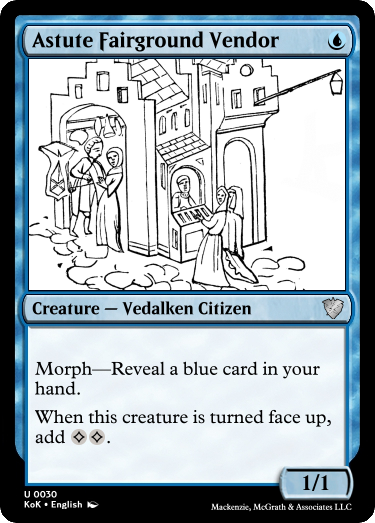 Astute Fairground Vendor
Creature — Vedalken Citizen
Morph—Reveal a blue card in your
hand.
When this creature is turned face up,
add .
1/1
U 0030
KoK • English
Mackenzie, McGrath & Associates LLC